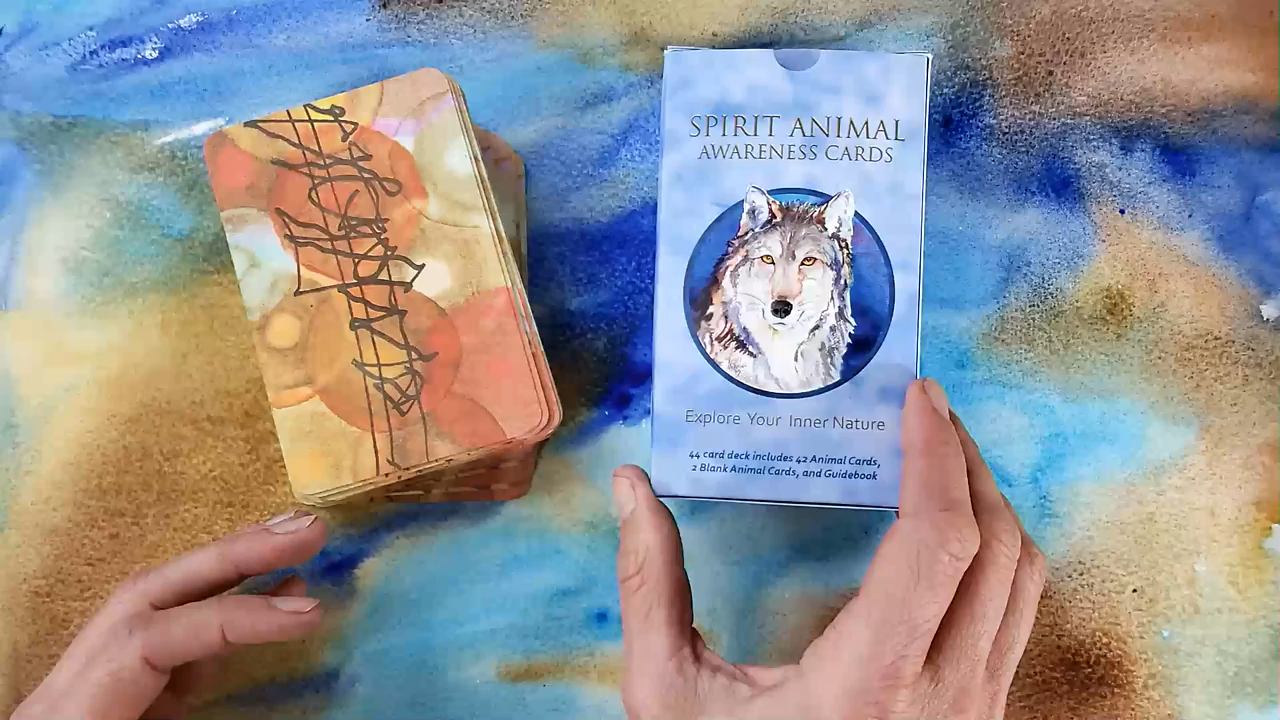 SPIRIT ANIMAL
AWARENESS CARDS
Explore Your Inner Nature
44 card deck includes 42 Animal Cards,
2 Blank Animal Cards, and Guidebook